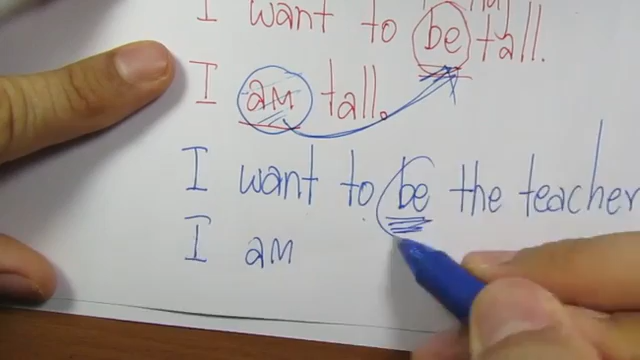 I want to be tall.
I am tall.
I want to be the teacher
I am